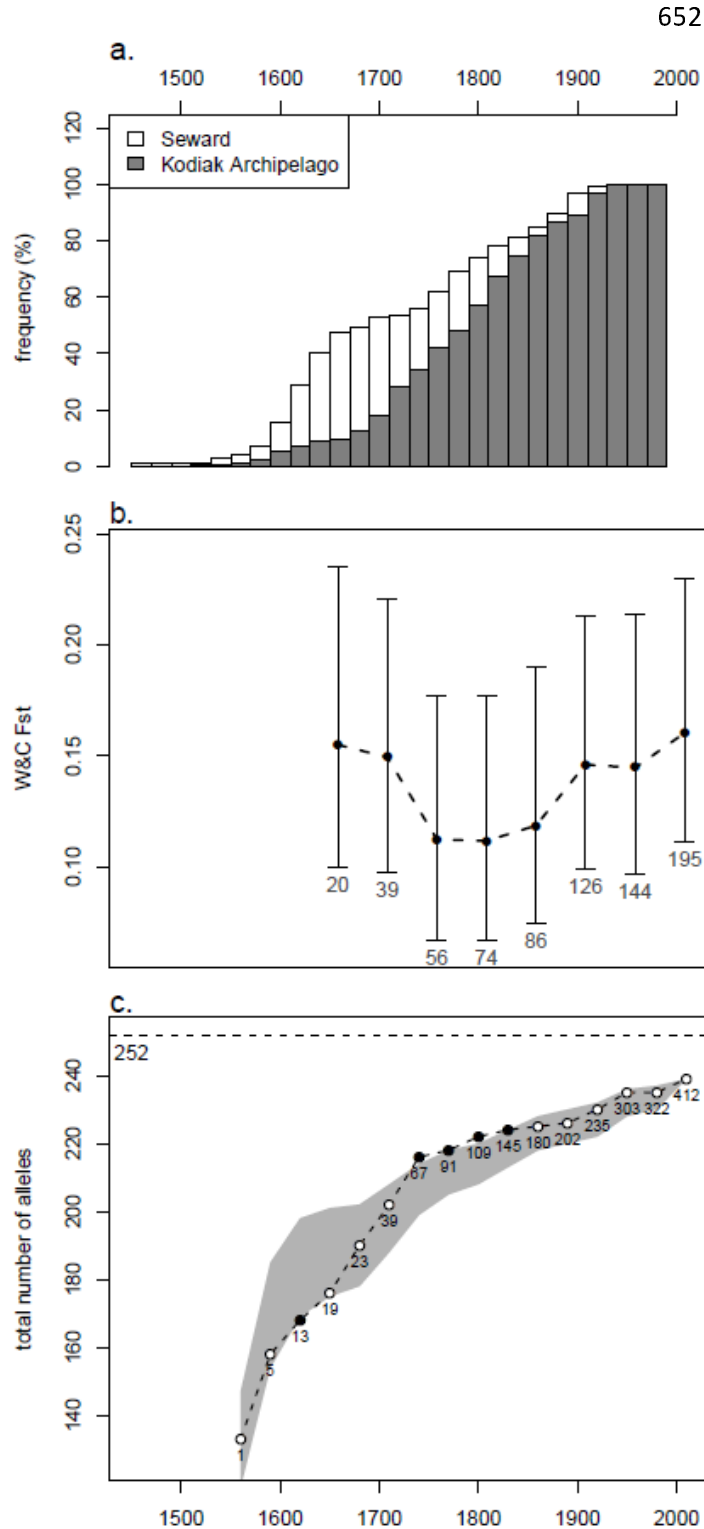 652
a.
1500 1600 1700 1800 1900 2000
Seward
Kodiak Archipelago
frequency (%)
120
100
80
60
40
20
0
b.
W&C Fst
0.25
0.20
0.15
0.10
20 39 56 74 86 126 144 195
c.
252
total number of alleles
240
220
200
180
160
140
1 5 13 19 23 39 67 91 109 145 180 202 235 303 322 412
1500 1600 1700 1800 1900 2000